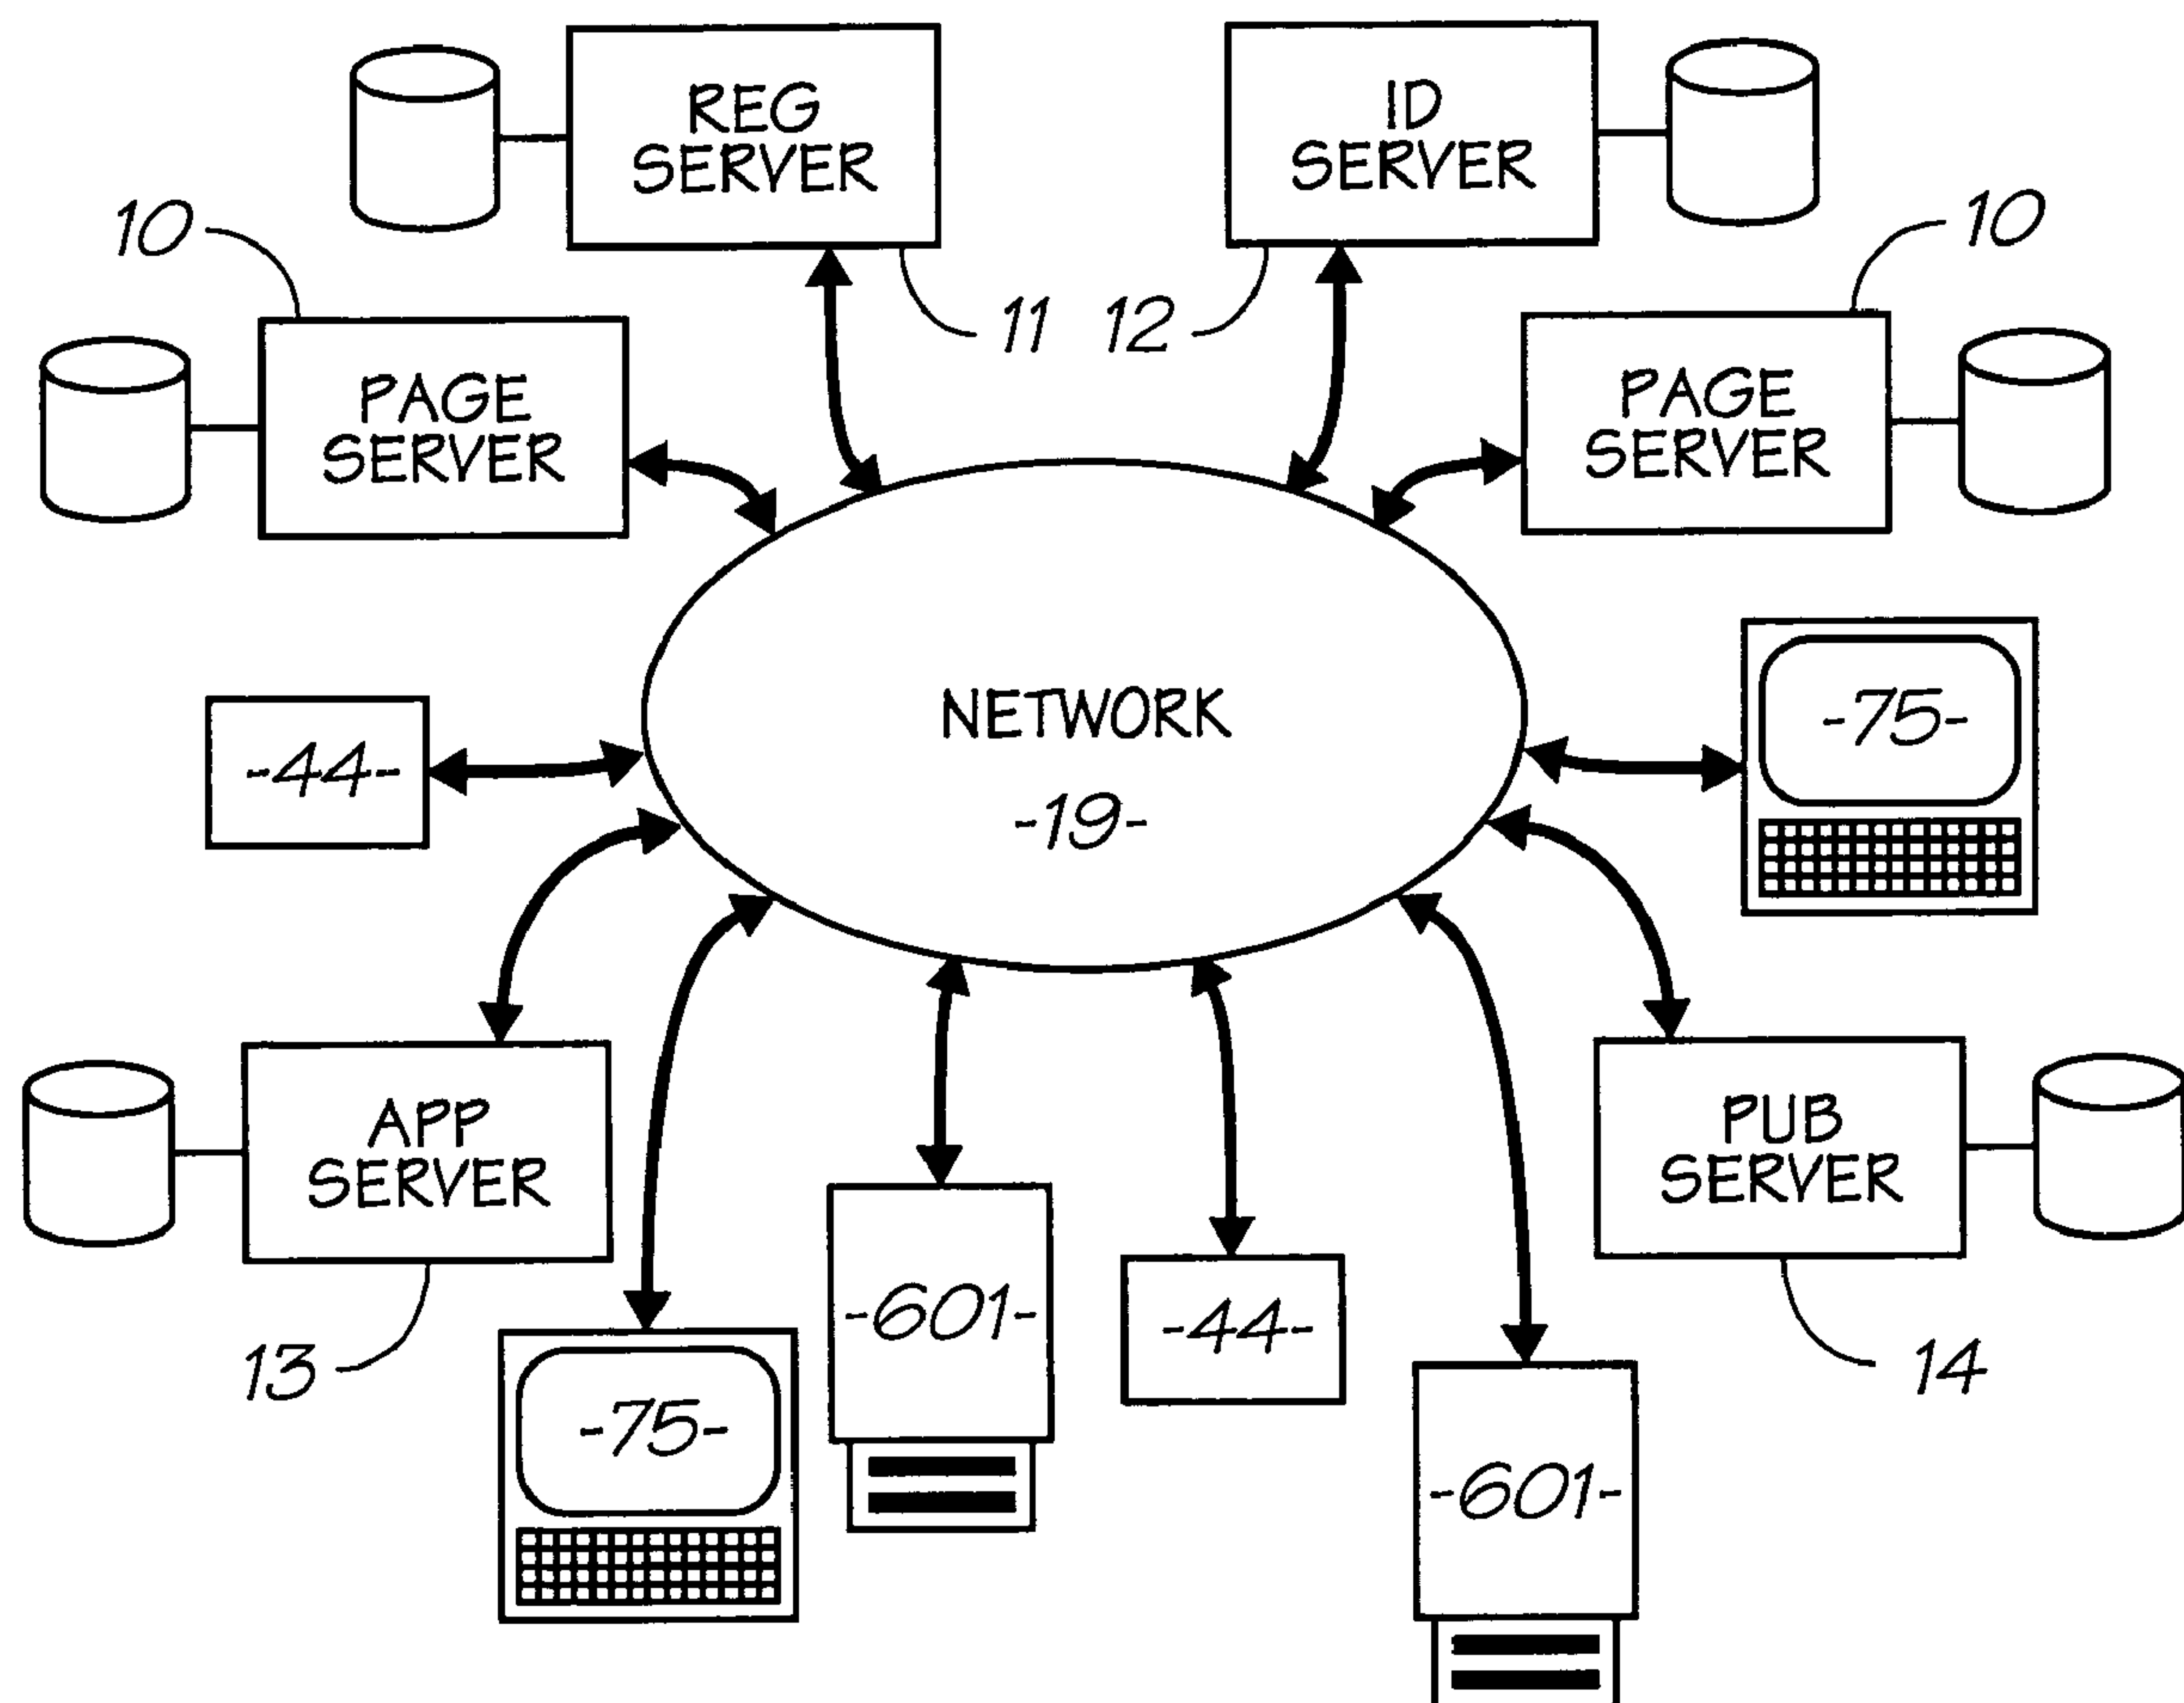 REG
SERVER
ID
SERVER
10
10
11
12
PAGE
SERVER
PAGE
SERVER
NETWORK
-19-
-75-
-44-
APP
SERVER
PUB
SERVER
-601-
-44-
13
14
-75-
-601-